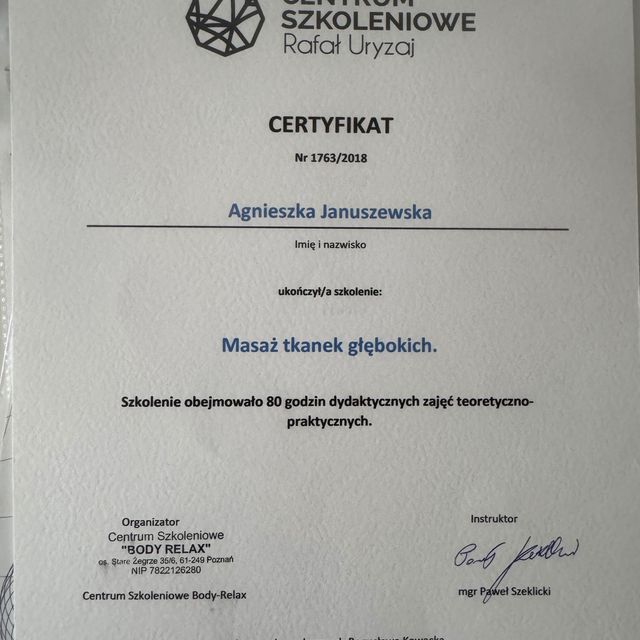 CENTRUM
SZKOLENIOWE
Rafał Uryzaj
CERTYFIKAT
Nr 1763/2018
Agnieszka Januszewska
Imię i nazwisko
ukończył/a szkolenie:
Masaż tkanek głębokich.
Szkolenie obejmowało 80 godzin dydaktycznych zajęć teoretyczno-
praktycznych.
Organizator
Centrum Szkoleniowe
"BODY RELAX"
os. Stare Żegrze 35/6, 61-249 Poznań
NIP 7822126280
Centrum Szkoleniowe Body-Relax
Instruktor
mgr Paweł Szeklicki